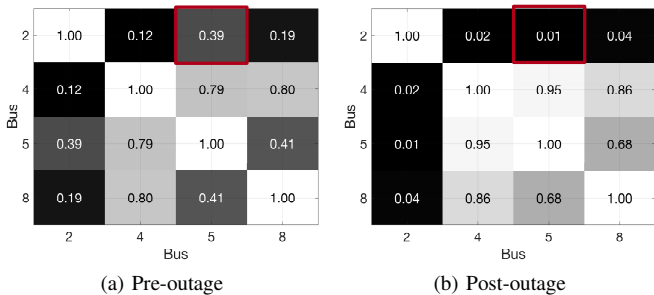 2 1.00 0.12 0.39 0.19
4 0.12 1.00 0.79 0.80
5 0.39 0.79 1.00 0.41
8 0.19 0.80 0.41 1.00
Bus
2 4 5 8
Bus
(a) Pre-outage
2 1.00 0.02 0.01 0.04
4 0.02 1.00 0.95 0.86
5 0.01 0.95 1.00 0.68
8 0.04 0.86 0.68 1.00
Bus
2 4 5 8
Bus
(b) Post-outage